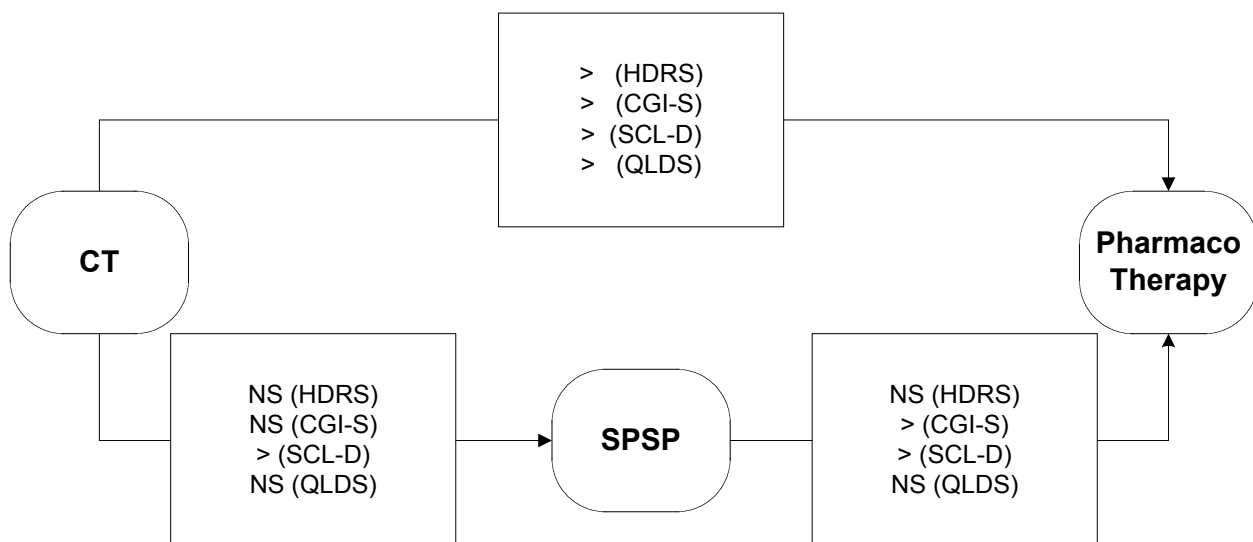 > (HDRS)
> (CGI-S)
> (SCL-D)
> (QLDS)
CT
Pharmaco
Therapy
NS (HDRS)
NS (CGI-S)
> (SCL-D)
NS (QLDS)
SPSP
NS (HDRS)
> (CGI-S)
> (SCL-D)
NS (QLDS)